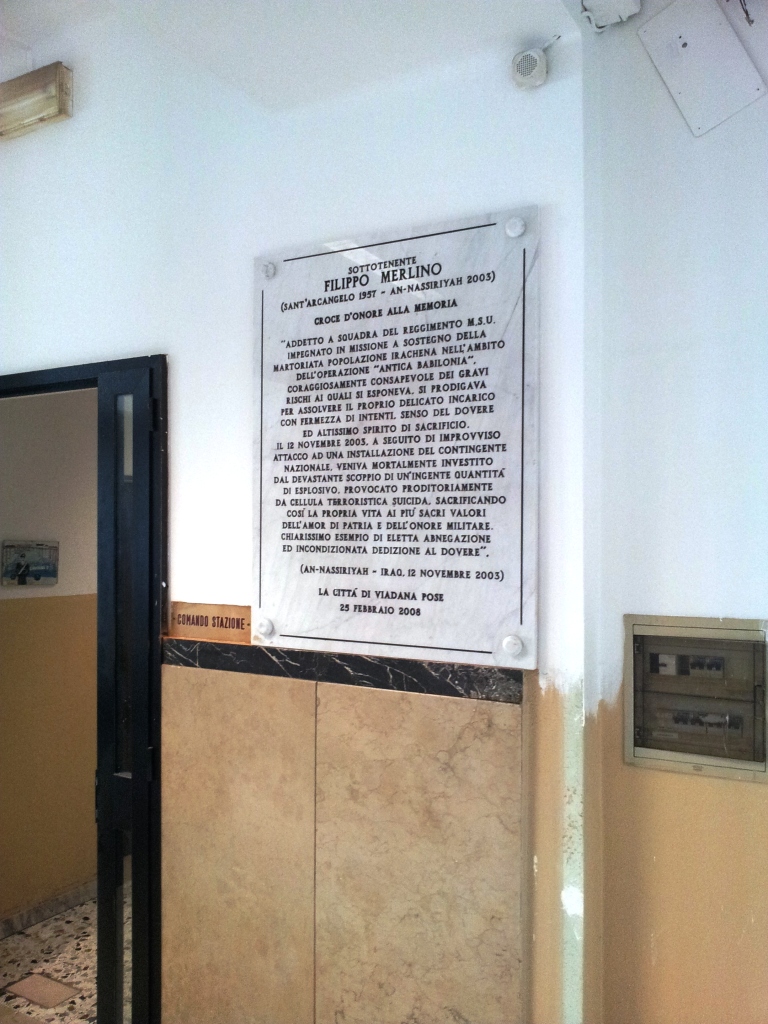 SOTTOTENENTE
FILIPPO MERLINO
(SANT'ARCANGELO 1957 - AN-NASSIRIYAH 2003)
CROCE D'ONORE ALLA MEMORIA
"ADDETTO A SQUADRA DEL REGGIMENTO M.S.U.
IMPEGNATO IN MISSIONE A SOSTEGNO DELLA
MARTORIATA POPOLAZIONE IRACHENA NELL'AMBITO
DELL'OPERAZIONE "ANTICA BABILONIA",
CORAGGIOSAMENTE CONSAPEVOLE DEI GRAVI
RISCHI AI QUALI SI ESPONEVA, SI PRODIGAVA
PER ASSOLVERE IL PROPRIO DELICATO INCARICO
CON FERMEZZA DI INTENTI, SENSO DEL DOVERE
ED ALTISSIMO SPIRITO DI SACRIFICIO.
IL 12 NOVEMBRE 2003, A SEGUITO DI IMPROVVISO
ATTACCO AD UNA INSTALLAZIONE DEL CONTINGENTE
NAZIONALE, VENIVA MORTALMENTE INVESTITO
DAL DEVASTANTE SCOPPIO DI UN'INGENTE QUANTITÀ
DI ESPLOSIVO, PROVOCATO PRODITORIAMENTE
DA CELLULA TERRORISTICA SUICIDA, SACRIFICANDO
COSÍ LA PROPRIA VITA AI PIU' SACRI VALORI
DELL'AMOR DI PATRIA E DELL'ONORE MILITARE.
CHIARISSIMO ESEMPIO DI ELETTA ABNEGAZIONE
ED INCONDIZIONATA DEDIZIONE AL DOVERE",
(AN-NASSIRIYAH - IRAQ, 12 NOVEMBRE 2003)
LA CITTÀ DI VIADANA POSE
25 FEBBRAIO 2008
- COMANDO STAZIONE -